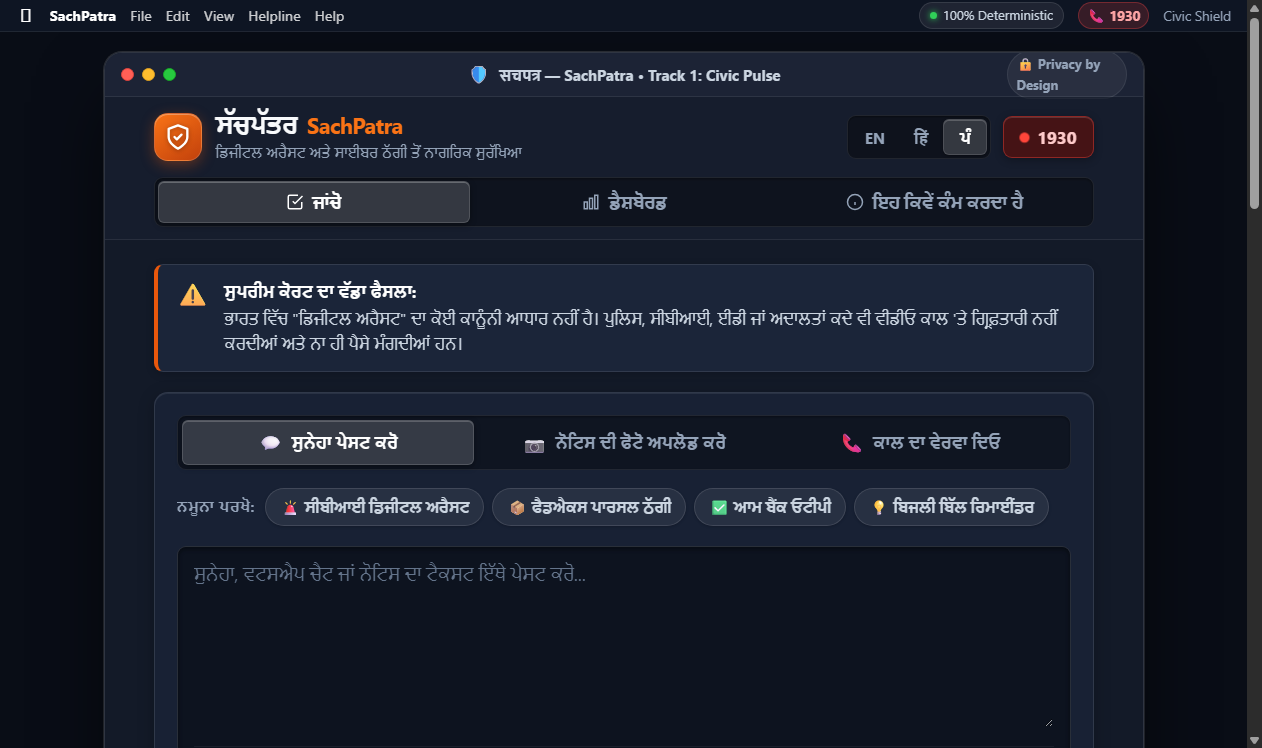 SachPatra File Edit View Helpline Help
100% Deterministic
1930
Civic Shield
सचपत्र — SachPatra • Track 1: Civic Pulse
Privacy by
Design
ਸੱਚਪੱਤਰ SachPatra
ਡਿਜੀਟਲ ਅਰੈਸਟ ਅਤੇ ਸਾਈਬਰ ਠੱਗੀ ਤੋਂ ਨਾਗਰਿਕ ਸੁਰੱਖਿਆ
EN हिं ਪੰ
1930
ਜਾਂਚੋ
ਡੈਸ਼ਬੋਰਡ
ਇਹ ਕਿਵੇਂ ਕੰਮ ਕਰਦਾ ਹੈ
ਸੁਪਰੀਮ ਕੋਰਟ ਦਾ ਵੱਡਾ ਫੈਸਲਾ:
ਭਾਰਤ ਵਿੱਚ "ਡਿਜੀਟਲ ਅਰੈਸਟ" ਦਾ ਕੋਈ ਕਾਨੂੰਨੀ ਆਧਾਰ ਨਹੀਂ ਹੈ। ਪੁਲਿਸ, ਸੀਬੀਆਈ, ਈਡੀ ਜਾਂ ਅਦਾਲਤਾਂ ਕਦੇ ਵੀ ਵੀਡੀਓ ਕਾਲ 'ਤੇ ਗ੍ਰਿਫ਼ਤਾਰੀ ਨਹੀਂ
ਕਰਦੀਆਂ ਅਤੇ ਨਾ ਹੀ ਪੈਸੇ ਮੰਗਦੀਆਂ ਹਨ।
ਸੁਨੇਹਾ ਪੇਸਟ ਕਰੋ
ਨੋਟਿਸ ਦੀ ਫੋਟੋ ਅਪਲੋਡ ਕਰੋ
ਕਾਲ ਦਾ ਵੇਰਵਾ ਦਿਓ
ਨਮੂਨਾ ਪਰਖੋ:
ਸੀਬੀਆਈ ਡਿਜੀਟਲ ਅਰੈਸਟ
ਫੈਡਐਕਸ ਪਾਰਸਲ ਠੱਗੀ
ਆਮ ਬੈਂਕ ਓਟੀਪੀ
ਬਿਜਲੀ ਬਿੱਲ ਰਿਮਾਈਂਡਰ
ਸੁਨੇਹਾ, ਵਟਸਐਪ ਚੈਟ ਜਾਂ ਨੋਟਿਸ ਦਾ ਟੈਕਸਟ ਇੱਥੇ ਪੇਸਟ ਕਰੋ...